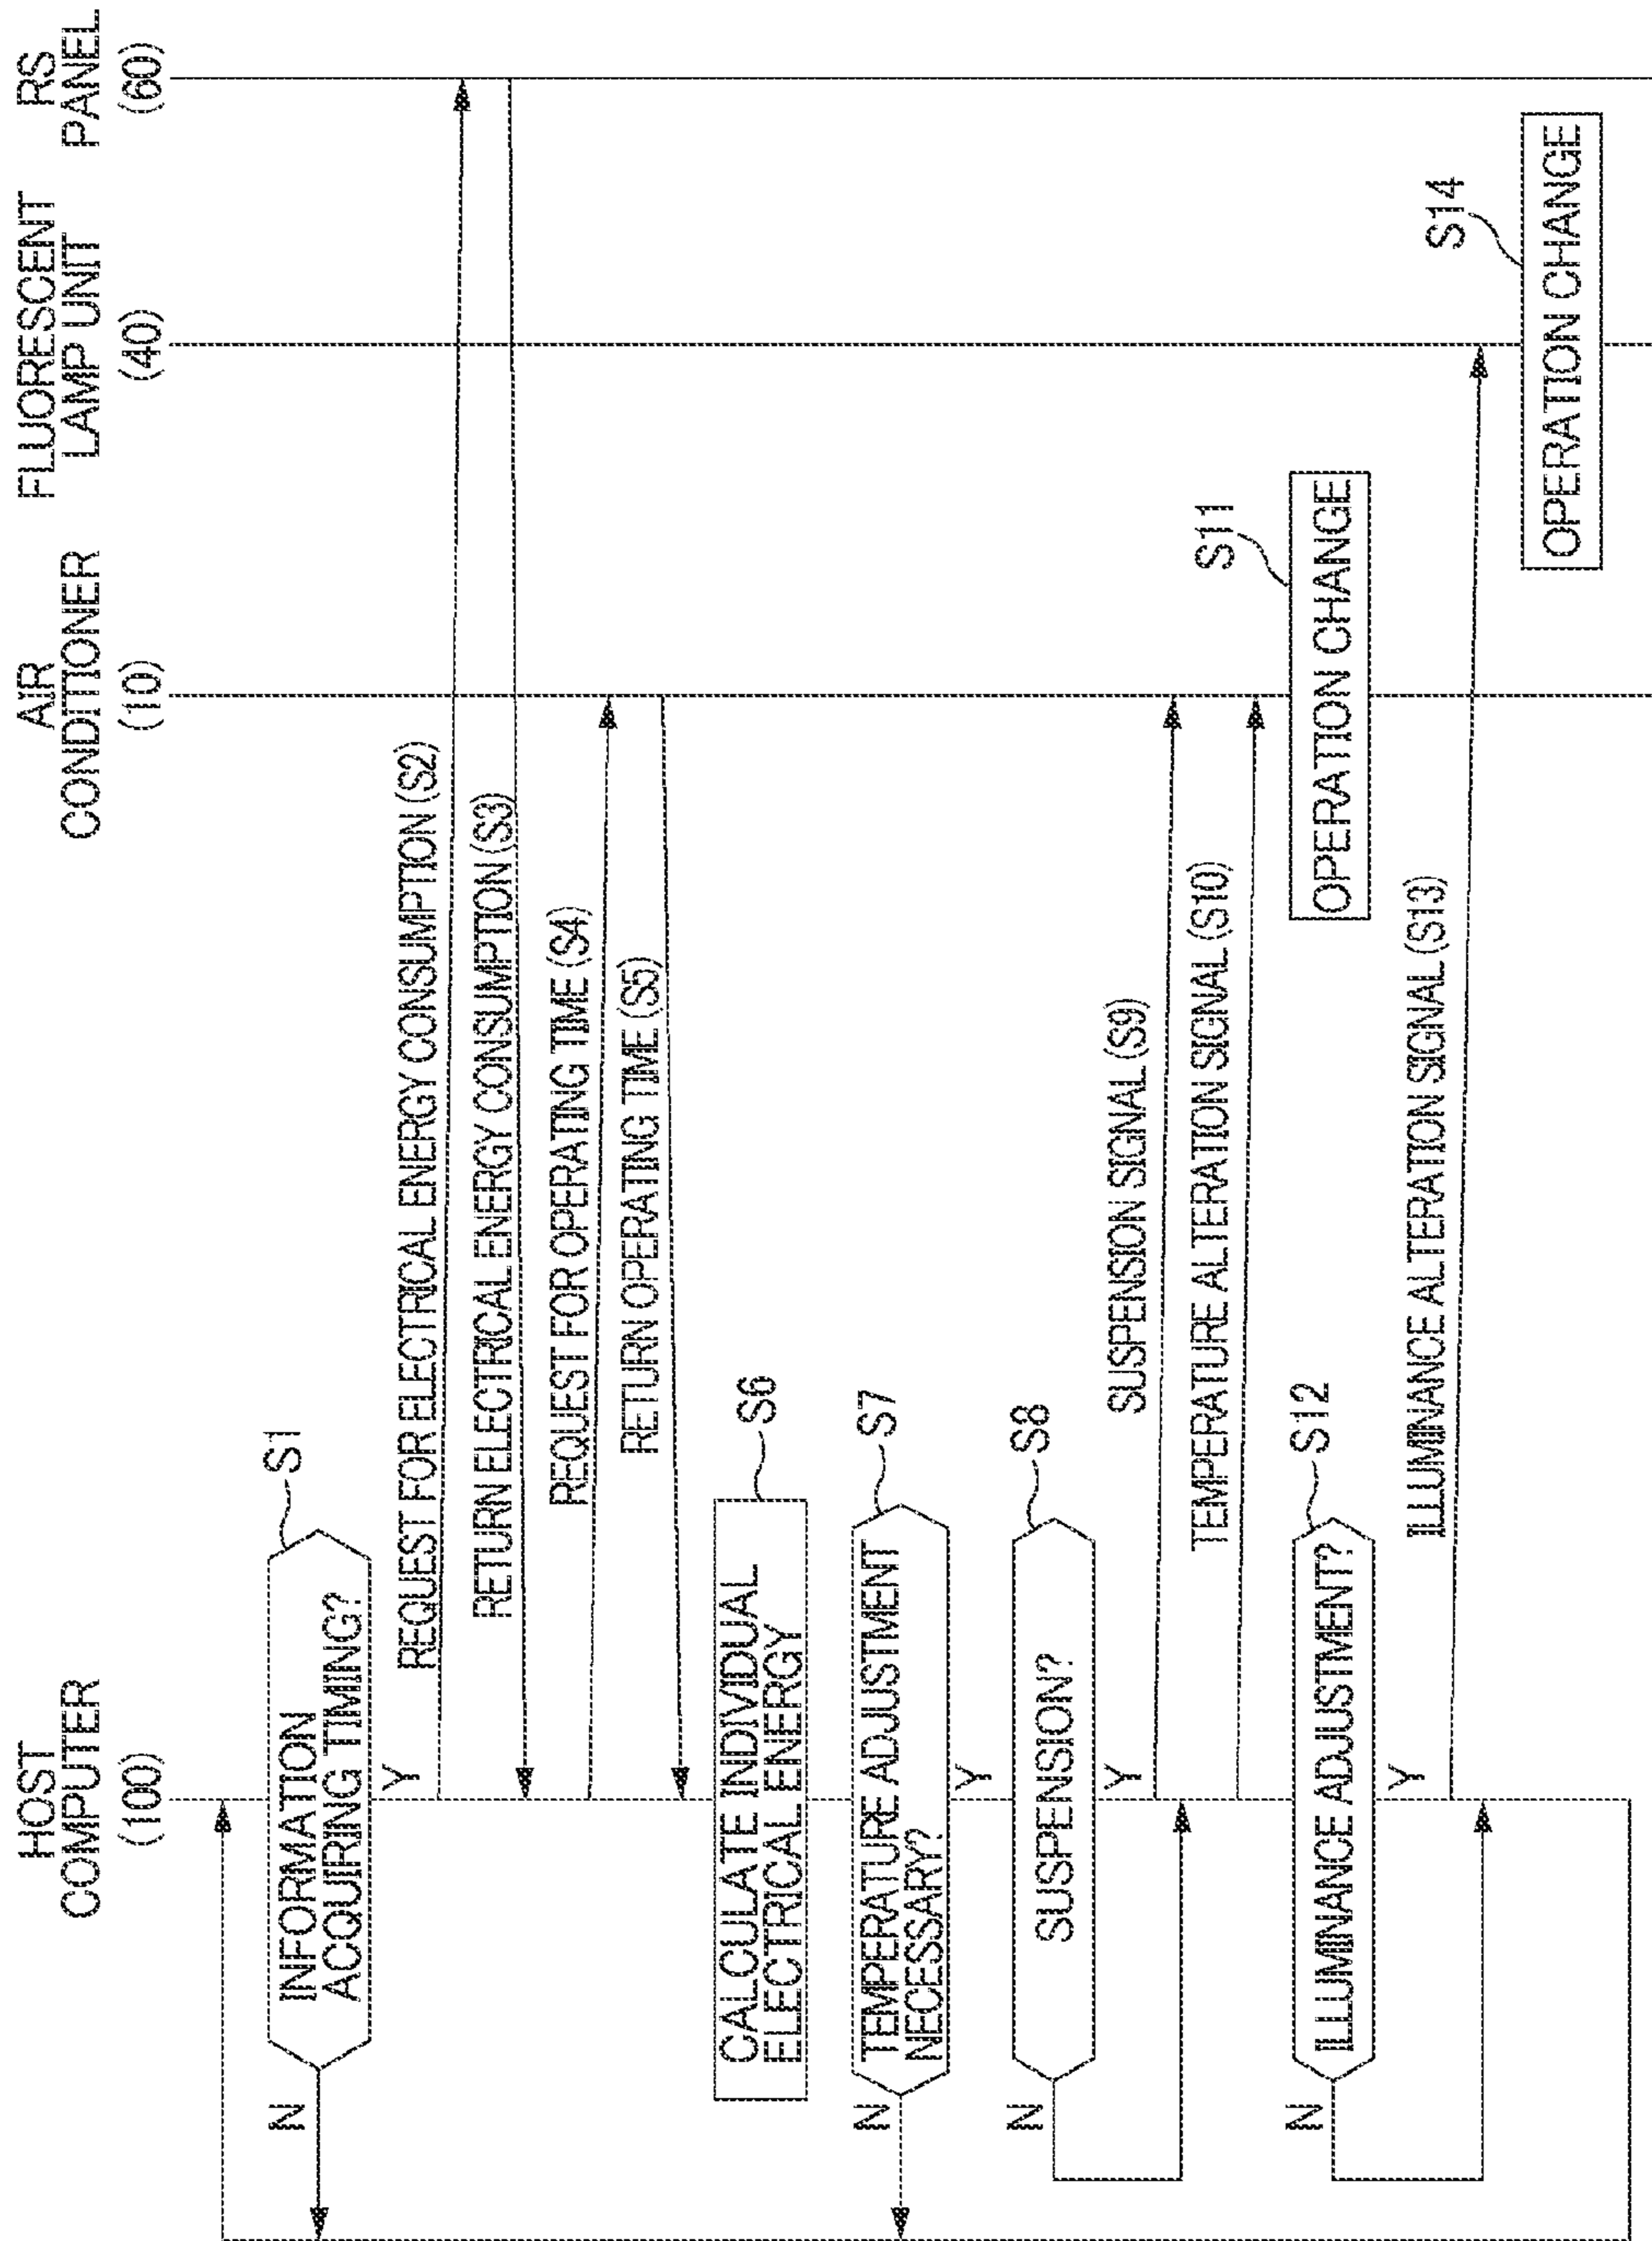 HOST
COMPUTER
(100)
AIR
CONDITIONER
(10)
FLUORESCENT
LAMP UNIT
(40)
RS
PANEL
(60)
INFORMATION
ACQUIRING TIMING?
S1
N
Y
REQUEST FOR ELECTRICAL ENERGY CONSUMPTION (S2)
RETURN ELECTRICAL ENERGY CONSUMPTION (S3)
REQUEST FOR OPERATING TIME (S4)
RETURN OPERATING TIME (S5)
CALCULATE INDIVIDUAL
ELECTRICAL ENERGY
S6
TEMPERATURE ADJUSTMENT
NECESSARY?
S7
N
Y
SUSPENSION?
S8
N
Y
SUSPENSION SIGNAL (S9)
TEMPERATURE ALTERATION SIGNAL (S10)
S11
OPERATION CHANGE
ILLUMINANCE ADJUSTMENT?
S12
N
Y
ILLUMINANCE ALTERATION SIGNAL (S13)
S14
OPERATION CHANGE